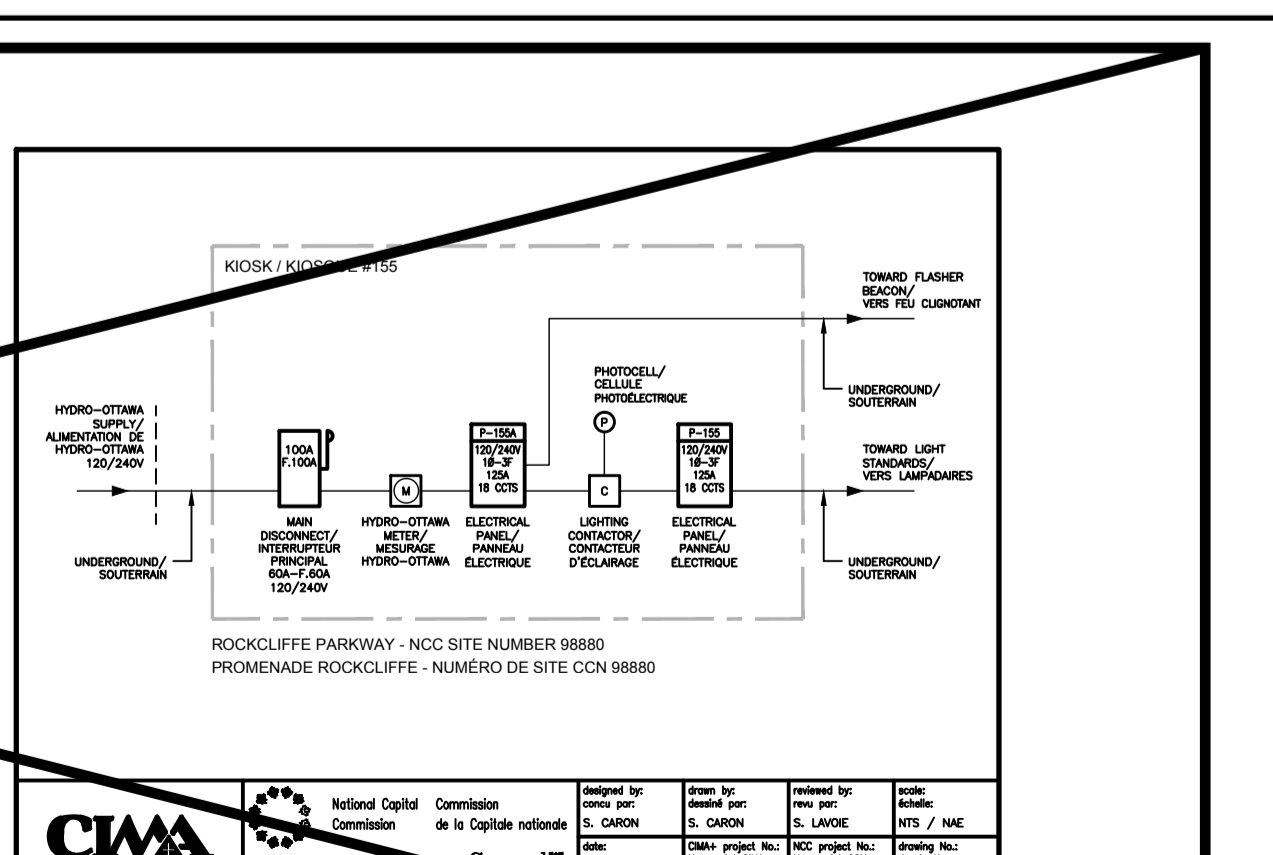 KIOSK / KIOSQUE #155
TOWARD FLASHER
BEACON/
VERS FEU CLIGNOTANT
PHOTOCELL/
CELLULE
PHOTOÉLECTRIQUE
P
UNDERGROUND/
SOUTERRAIN
HYDRO-OTTAWA
SUPPLY/
ALIMENTATION DE
HYDRO-OTTAWA
120/240V
100A
F.100A
M
P-155A
120/240V
1Ø-3F
125A
18 CCTS
C
P-155
120/240V
1Ø-3F
125A
18 CCTS
TOWARD LIGHT
STANDARDS/
VERS LAMPADAIRES
UNDERGROUND/
SOUTERRAIN
MAIN
DISCONNECT/
INTERRUPTEUR
PRINCIPAL
60A-F.60A
120/240V
HYDRO-OTTAWA
METER/
MESURAGE
HYDRO-OTTAWA
ELECTRICAL
PANEL/
PANNEAU
ÉLECTRIQUE
LIGHTING
CONTACTOR/
CONTACTEUR
D'ÉCLAIRAGE
ELECTRICAL
PANEL/
PANNEAU
ÉLECTRIQUE
UNDERGROUND/
SOUTERRAIN
ROCKCLIFFE PARKWAY - NCC SITE NUMBER 98880
PROMENADE ROCKCLIFFE - NUMÉRO DE SITE CCN 98880
CIMA
National Capital Commission
Commission de la Capitale nationale
designed by:
concu par:
S. CARON
drawn by:
dessiné par:
S. CARON
reviewed by:
revu par:
S. LAVOIE
scale:
échelle:
NTS / NAE
date:
CIMA+ project No.:
NCC project No.:
drawing No.: